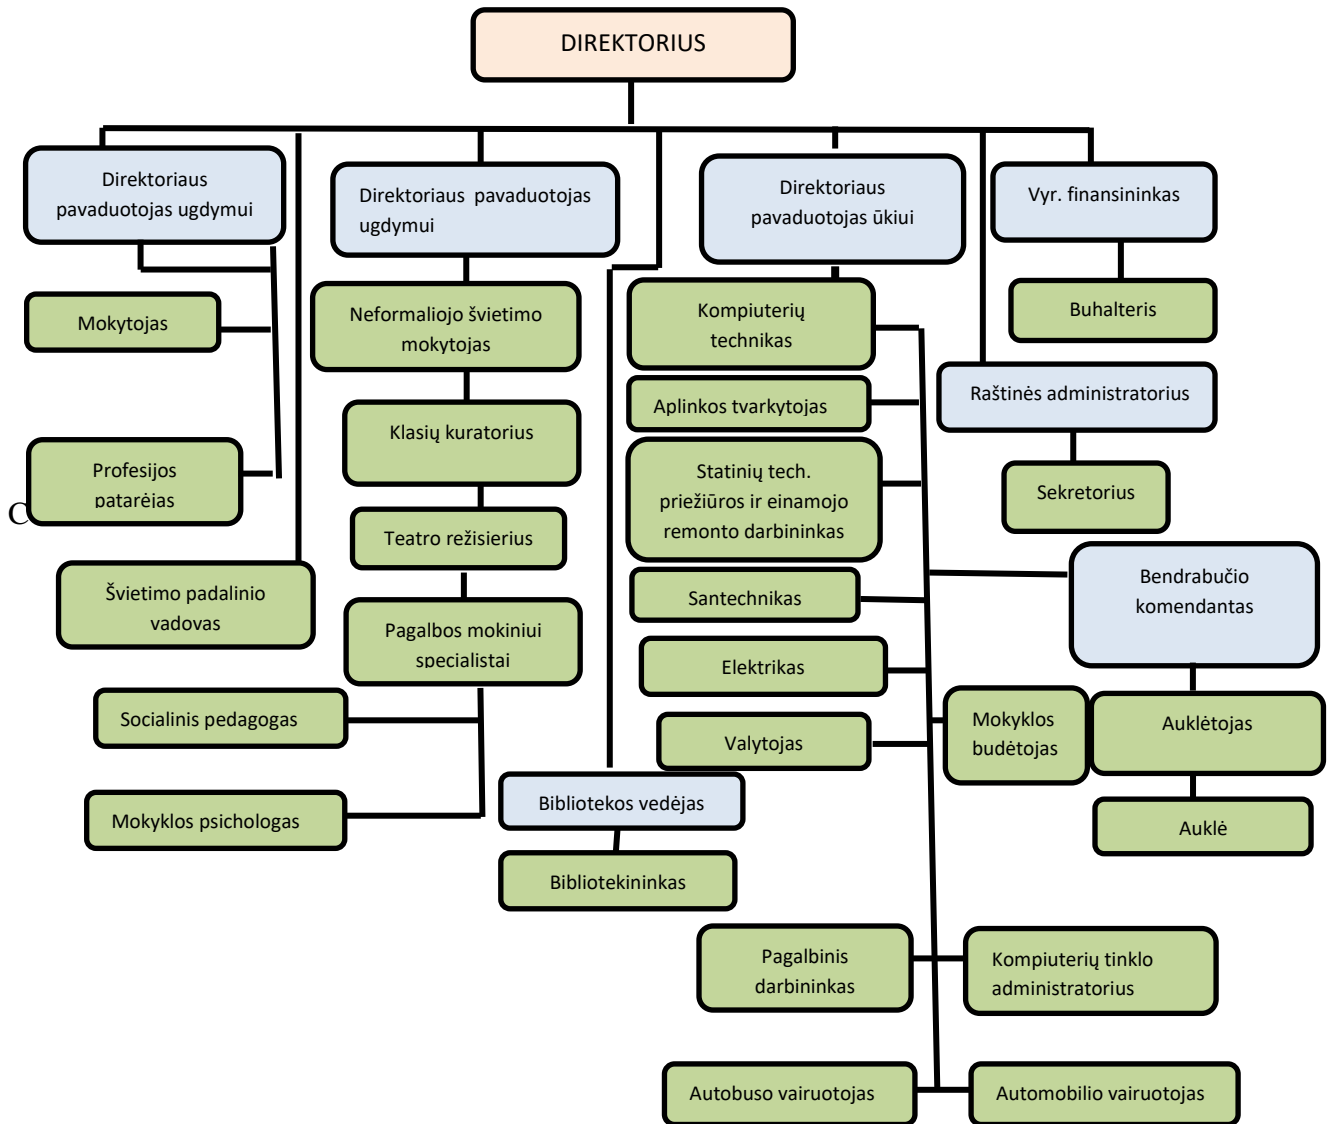 DIREKTORIUS
Direktoriaus
pavaduotojas ugdymui
Direktoriaus pavaduotojas
ugdymui
Direktoriaus
pavaduotojas ūkiui
Vyr. finansininkas
Mokytojas
Neformaliojo švietimo
mokytojas
Kompiuterių
technikas
Buhalteris
Aplinkos tvarkytojas
Raštinės administratorius
Klasių kuratorius
Profesijos
patarėjas
C
Statinių tech.
priežiūros ir einamojo
remonto darbininkas
Sekretorius
Teatro režisierius
Švietimo padalinio
vadovas
Santechnikas
Bendrabučio
komendantas
Pagalbos mokiniui
specialistai
Elektrikas
Socialinis pedagogas
Valytojas
Mokyklos
budėtojas
Auklėtojas
Mokyklos psichologas
Bibliotekos vedėjas
Auklė
Bibliotekininkas
Pagalbinis
darbininkas
Kompiuterių tinklo
administratorius
Autobuso vairuotojas
Automobilio vairuotojas